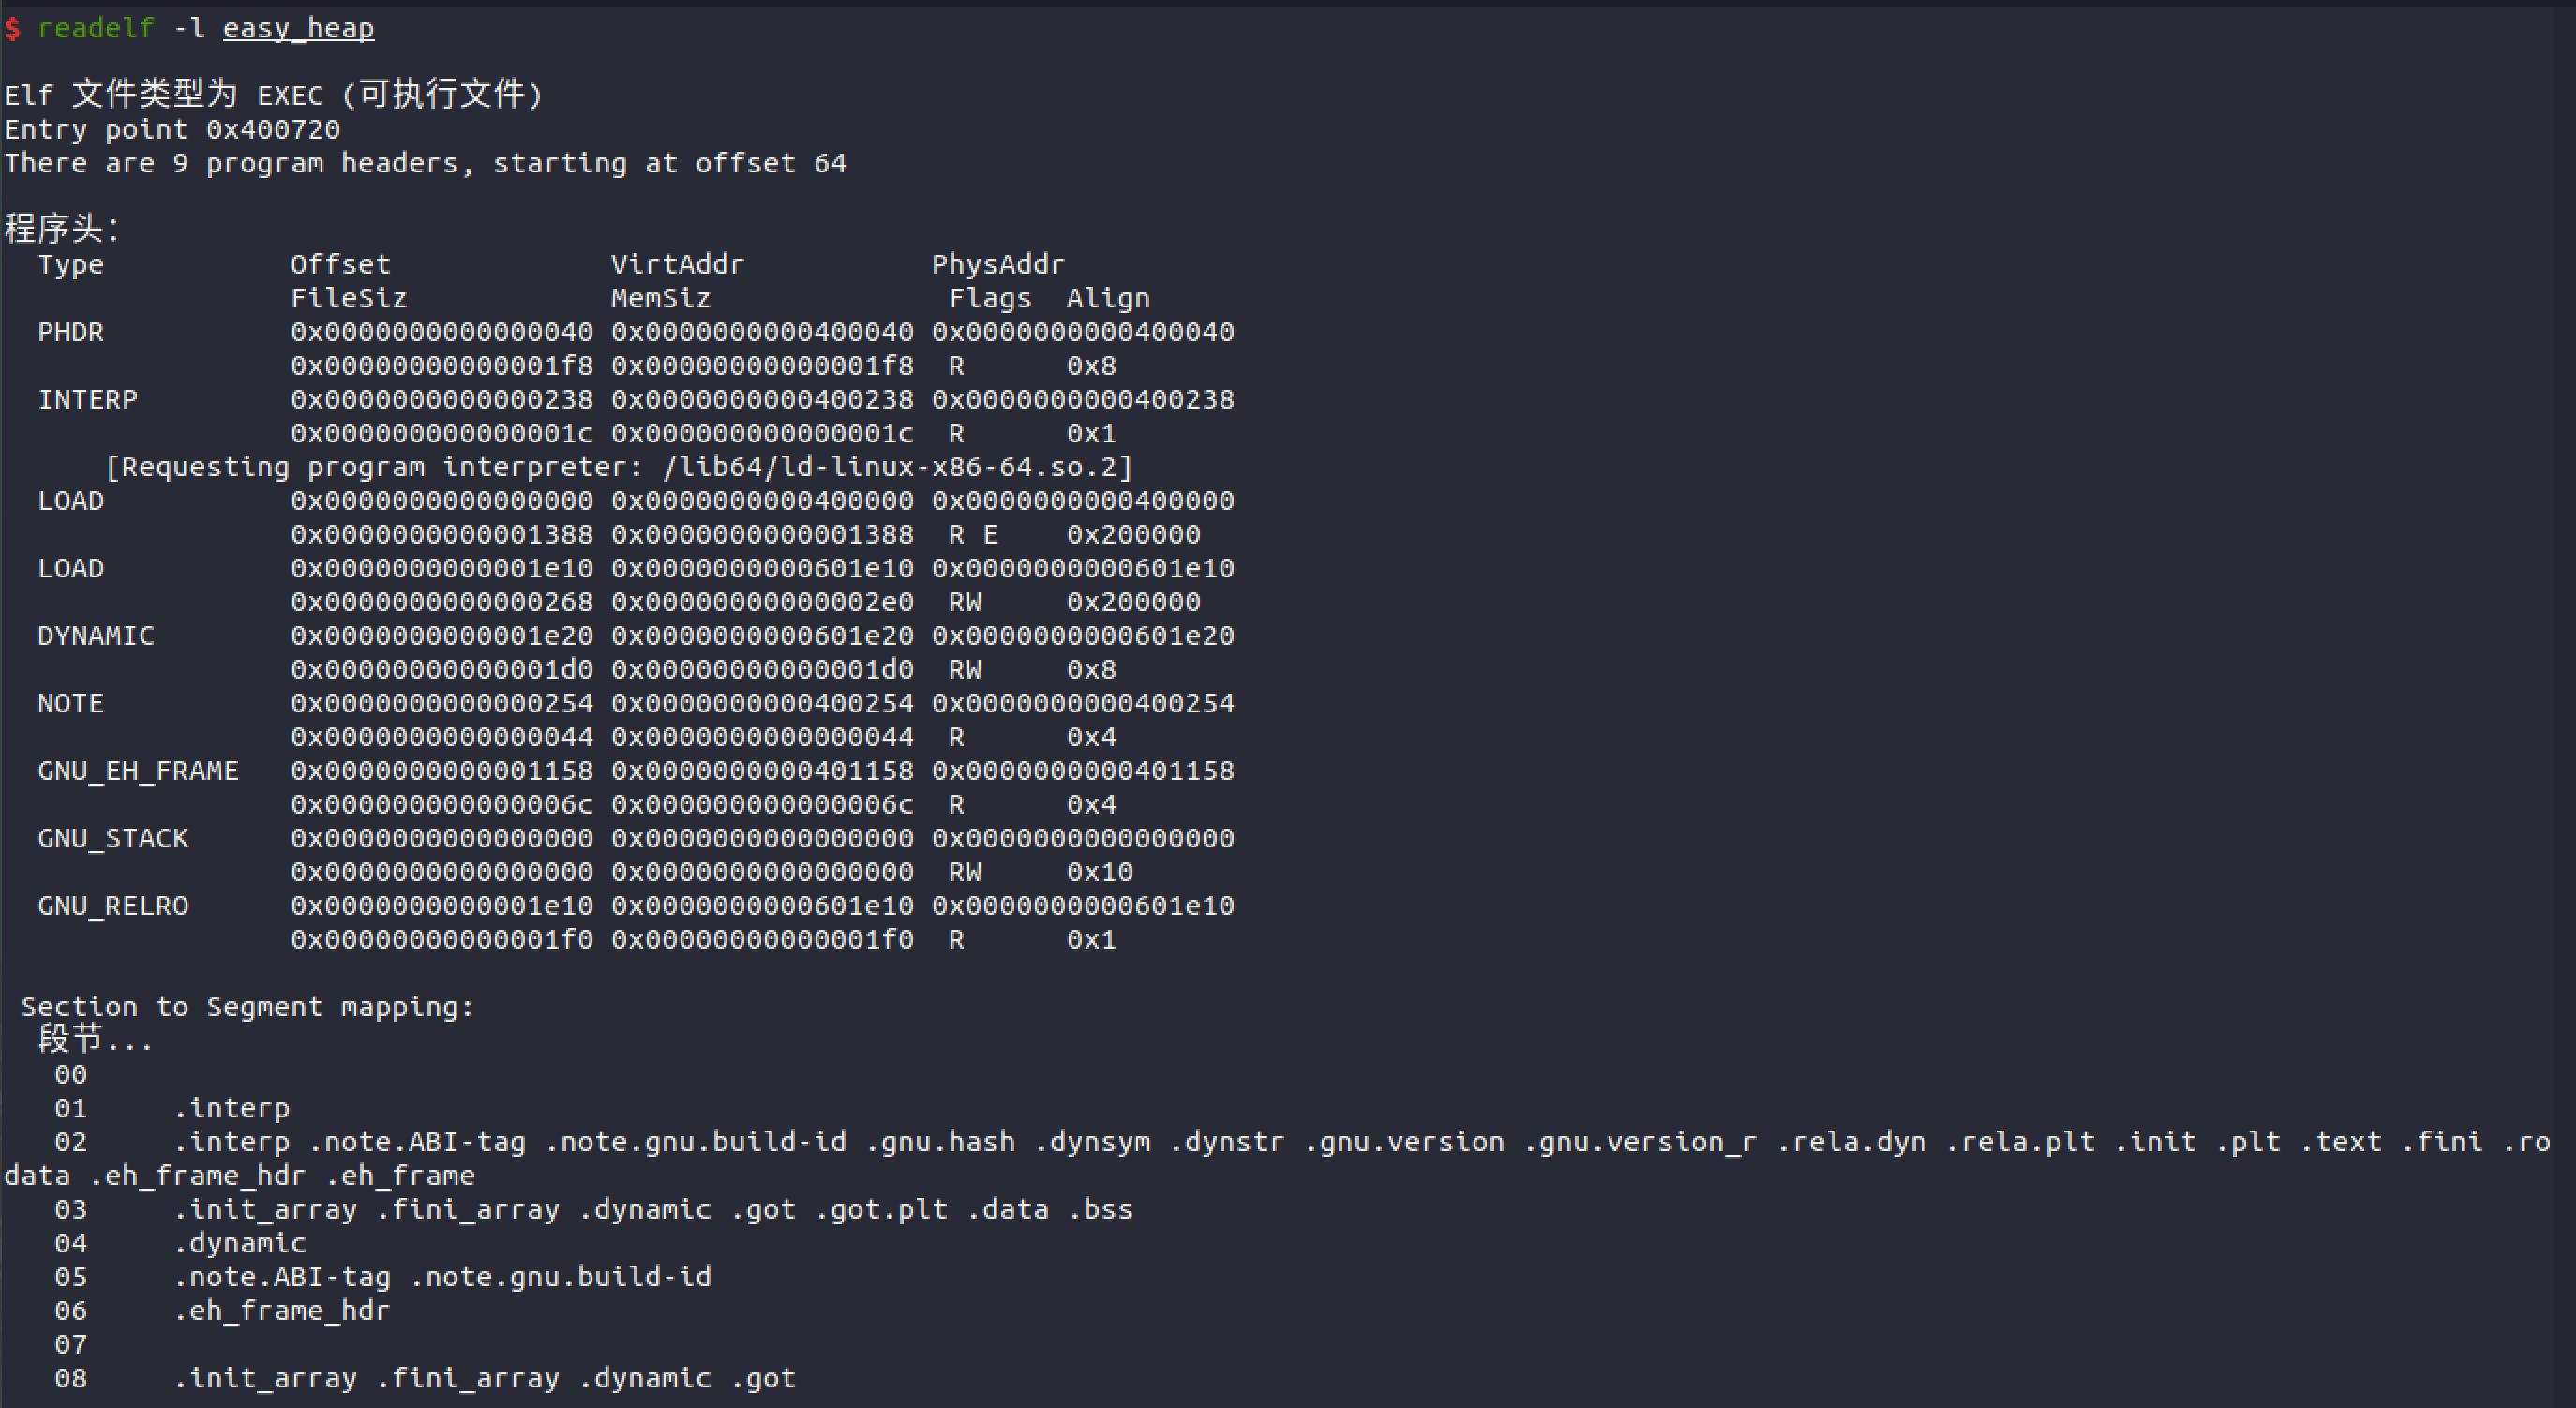 $ readelf -l easy_heap
Elf 文件类型为 EXEC (可执行文件)
Entry point 0x400720
There are 9 program headers, starting at offset 64
程序头:
  Type           Offset             VirtAddr           PhysAddr
                 FileSiz            MemSiz              Flags  Align
  PHDR           0x0000000000000040 0x0000000000400040 0x0000000000400040
                 0x00000000000001f8 0x00000000000001f8  R      0x8
  INTERP         0x0000000000000238 0x0000000000400238 0x0000000000400238
                 0x000000000000001c 0x000000000000001c  R      0x1
      [Requesting program interpreter: /lib64/ld-linux-x86-64.so.2]
  LOAD           0x0000000000000000 0x0000000000400000 0x0000000000400000
                 0x0000000000001388 0x0000000000001388  R E    0x200000
  LOAD           0x0000000000001e10 0x0000000000601e10 0x0000000000601e10
                 0x0000000000000268 0x00000000000002e0  RW     0x200000
  DYNAMIC        0x0000000000001e20 0x0000000000601e20 0x0000000000601e20
                 0x00000000000001d0 0x00000000000001d0  RW     0x8
  NOTE           0x0000000000000254 0x0000000000400254 0x0000000000400254
                 0x0000000000000044 0x0000000000000044  R      0x4
  GNU_EH_FRAME   0x0000000000001158 0x0000000000401158 0x0000000000401158
                 0x000000000000006c 0x000000000000006c  R      0x4
  GNU_STACK      0x0000000000000000 0x0000000000000000 0x0000000000000000
                 0x0000000000000000 0x0000000000000000  RW     0x10
  GNU_RELRO      0x0000000000001e10 0x0000000000601e10 0x0000000000601e10
                 0x00000000000001f0 0x00000000000001f0  R      0x1
 Section to Segment mapping:
  段节...
   00
   01     .interp
   02     .interp .note.ABI-tag .note.gnu.build-id .gnu.hash .dynsym .dynstr .gnu.version .gnu.version_r .rela.dyn .rela.plt .init .plt .text .fini .ro
data .eh_frame_hdr .eh_frame
   03     .init_array .fini_array .dynamic .got .got.plt .data .bss
   04     .dynamic
   05     .note.ABI-tag .note.gnu.build-id
   06     .eh_frame_hdr
   07
   08     .init_array .fini_array .dynamic .got